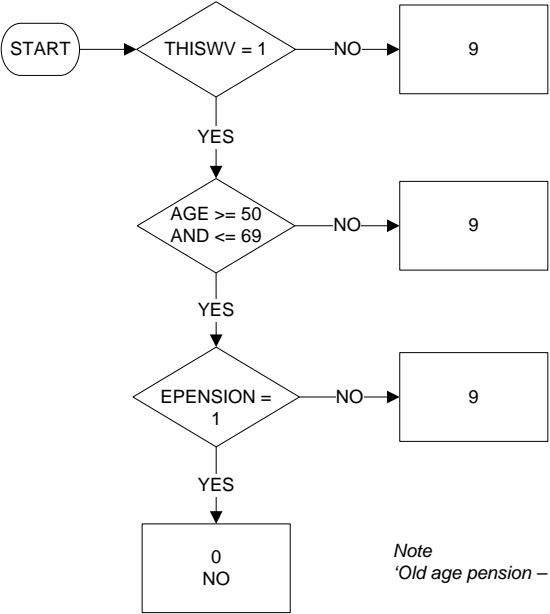 START
THISWV = 1
NO
9
YES
AGE >= 50
AND <= 69
NO
9
YES
EPENSION =
1
NO
9
YES
0
NO
Note
‘Old age pension –